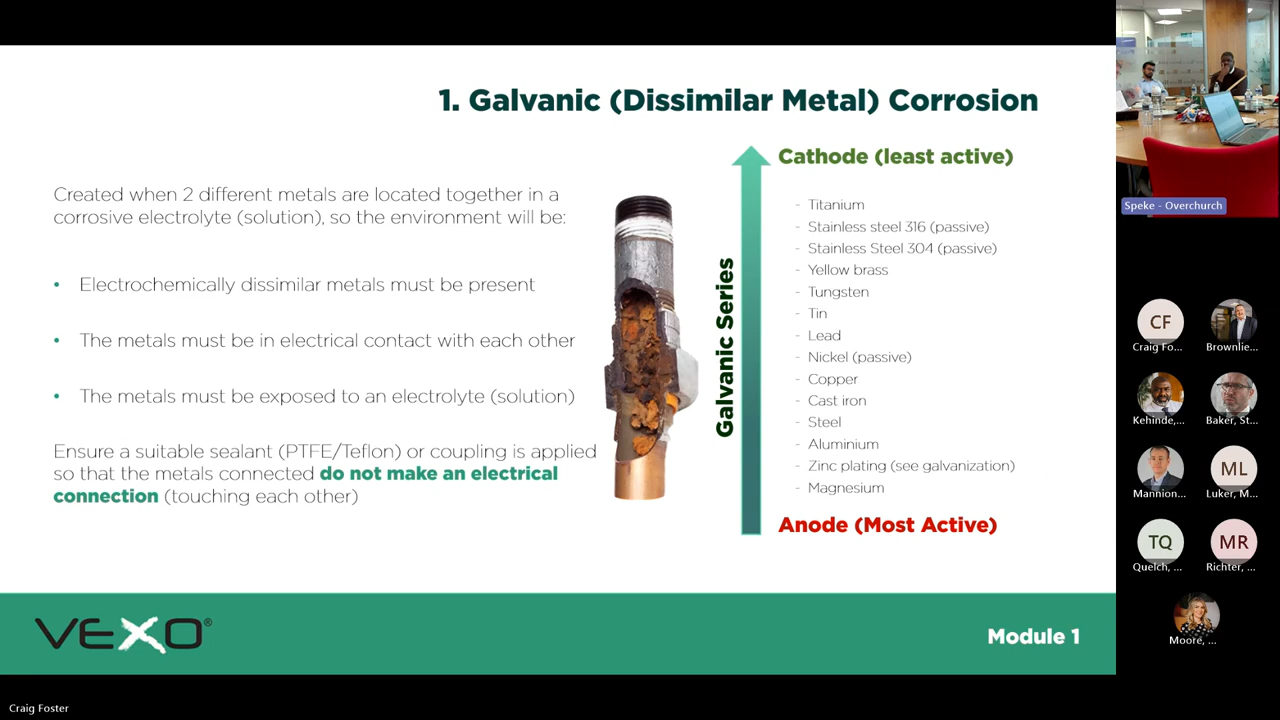 1. Galvanic (Dissimilar Metal) Corrosion
Created when 2 different metals are located together in a
corrosive electrolyte (solution), so the environment will be:
• Electrochemically dissimilar metals must be present
• The metals must be in electrical contact with each other
• The metals must be exposed to an electrolyte (solution)
Ensure a suitable sealant (PTFE/Teflon) or coupling is applied
so that the metals connected do not make an electrical
connection (touching each other)
Galvanic Series
Cathode (least active)
- Titanium
- Stainless steel 316 (passive)
- Stainless Steel 304 (passive)
- Yellow brass
- Tungsten
- Tin
- Lead
- Nickel (passive)
- Copper
- Cast iron
- Steel
- Aluminium
- Zinc plating (see galvanization)
- Magnesium
Anode (Most Active)
VEXO®
Module 1
Craig Foster
Speke - Overchurch
CF
Craig Fo...
Brownlie...
Kehinde,...
Baker, St...
Mannion...
ML
Luker, M...
TQ
Quelch, ...
MR
Richter, ...
Moore, ...